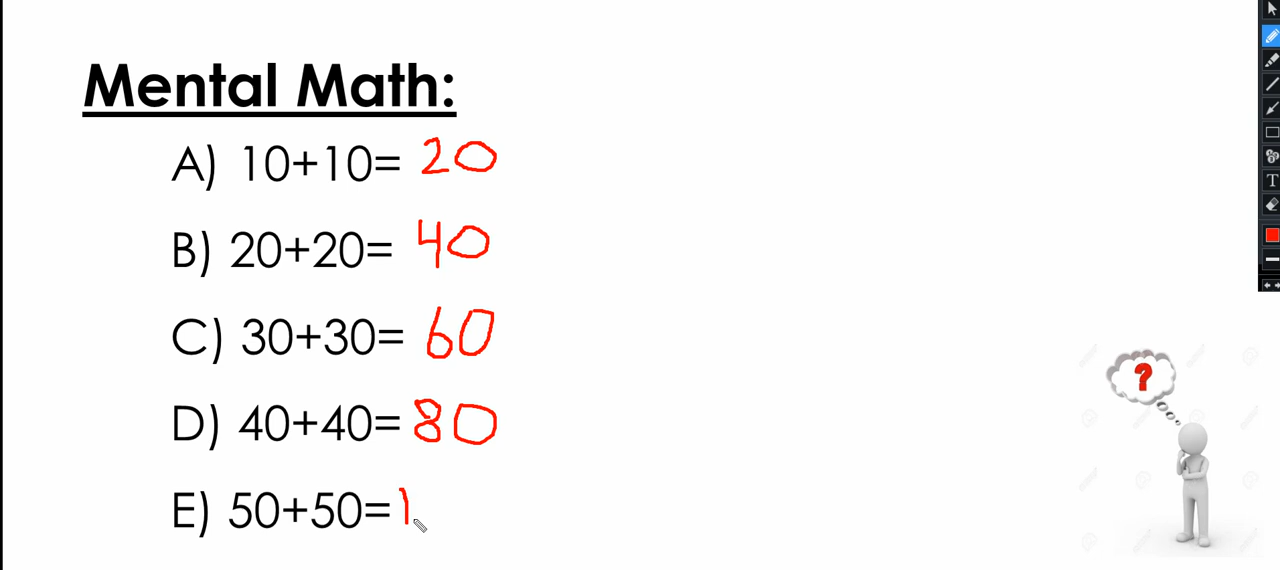 Mental Math:
A) 10+10= 20
B) 20+20= 40
C) 30+30= 60
D) 40+40= 80
E) 50+50= 1
?
T